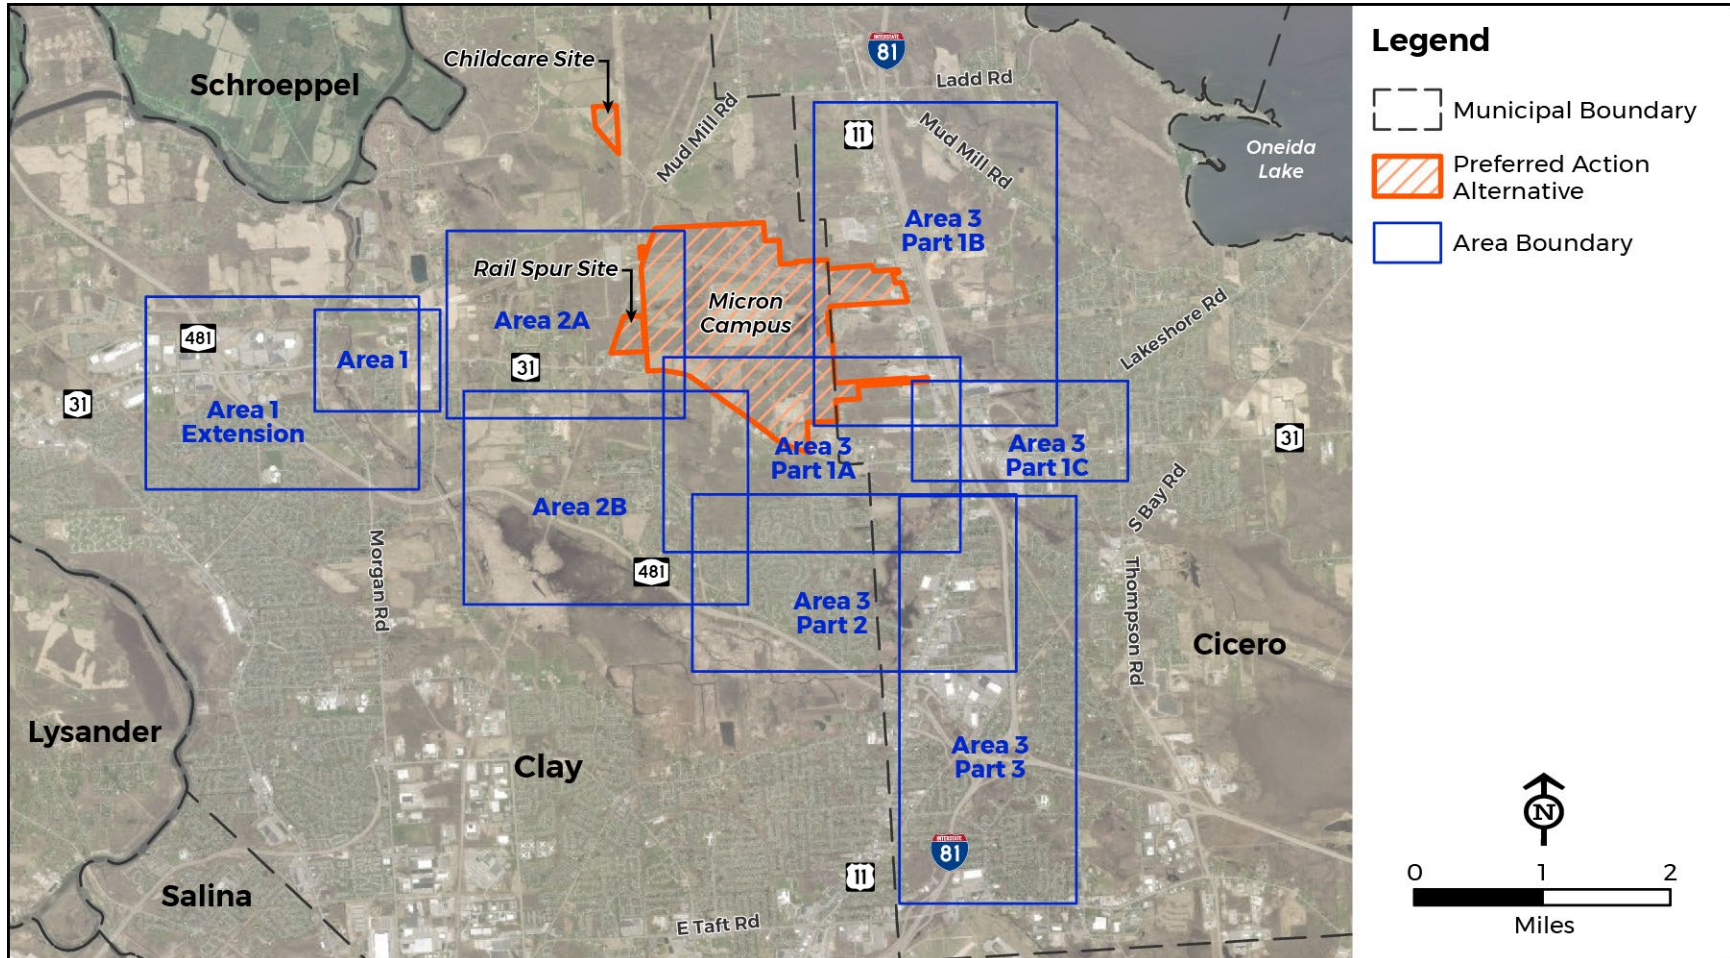 Childcare Site
Schroeppel
INTERSTATE
81
Ladd Rd
Mud Mill Rd
11
Mud Mill Rd
Oneida
Lake
Area 3
Part 1B
Rail Spur Site
Micron
Campus
Area 2A
Lakeshore Rd
481
Area 1
31
31
Area 1
Extension
31
Area 3
Part 1A
Area 3
Part 1C
Area 2B
S Bay Rd
Morgan Rd
481
Thompson Rd
Area 3
Part 2
Cicero
Lysander
Clay
Area 3
Part 3
INTERSTATE
81
11
Salina
E Taft Rd
Legend
Municipal Boundary
Preferred Action
Alternative
Area Boundary
N
0 1 2
Miles